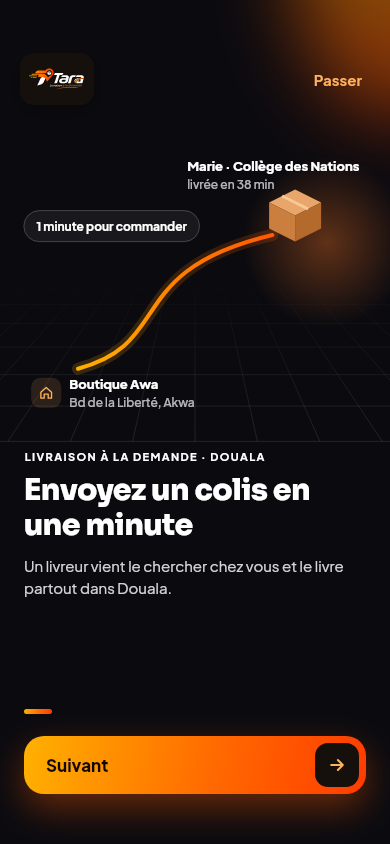 Tara
Passer
Marie · Collège des Nations
livrée en 38 min
1 minute pour commander
Boutique Awa
Bd de la Liberté, Akwa
LIVRAISON À LA DEMANDE · DOUALA
Envoyez un colis en
une minute
Un livreur vient le chercher chez vous et le livre
partout dans Douala.
Suivant